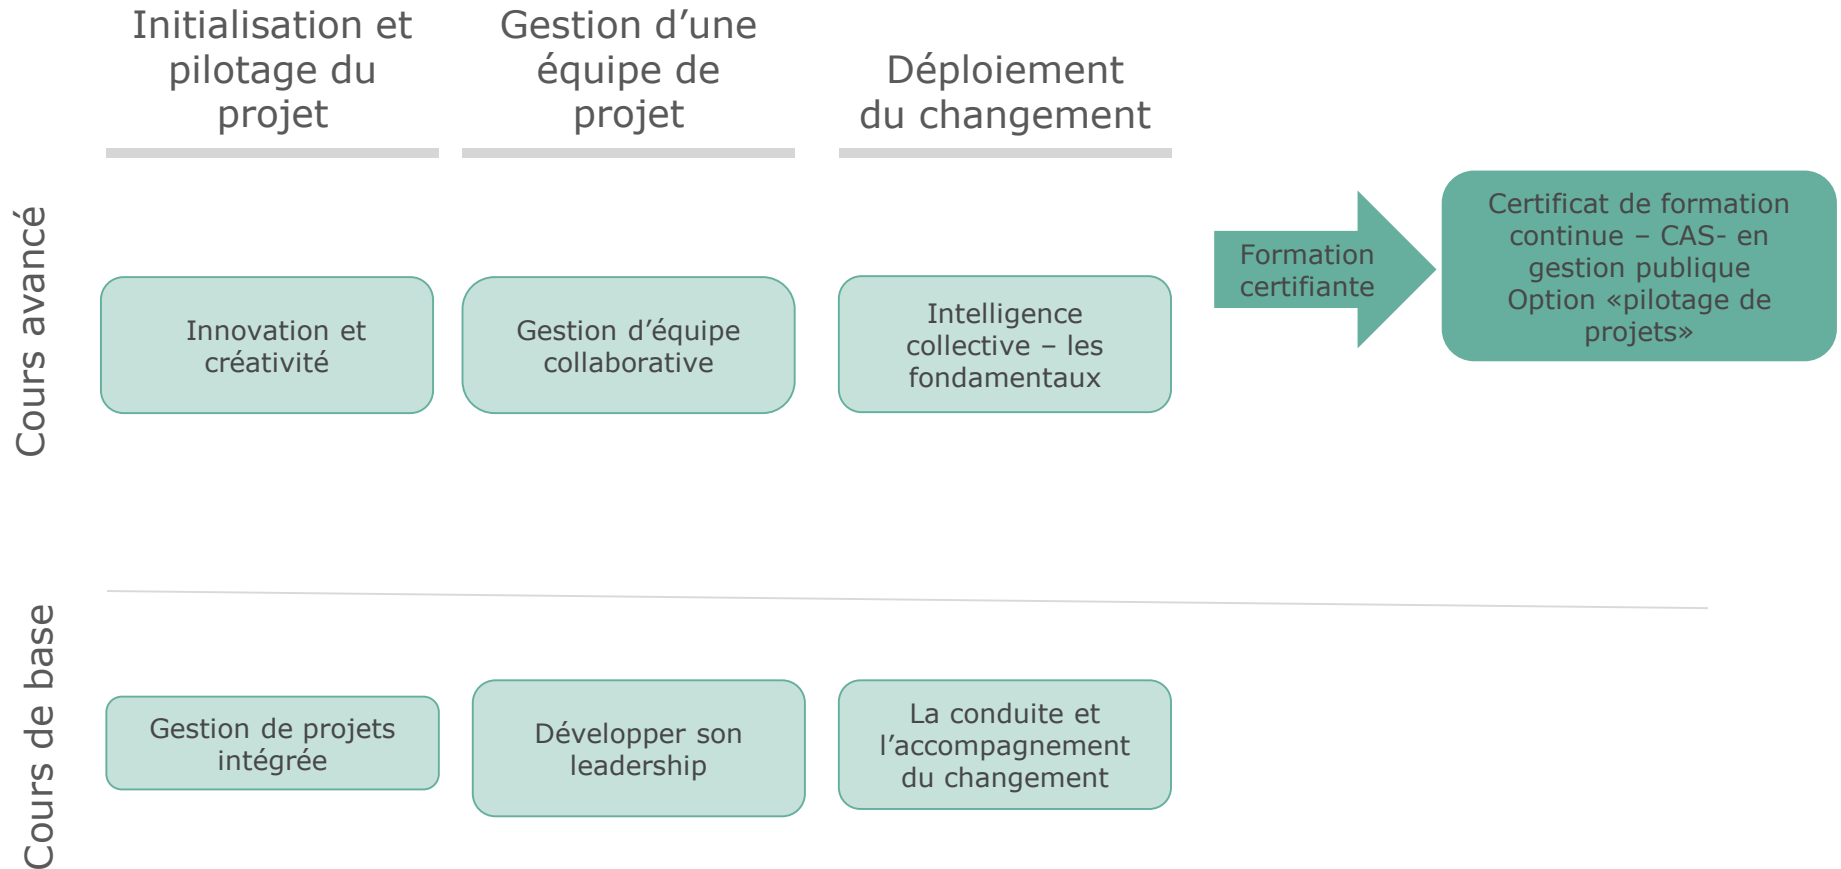 Initialisation et
pilotage du
projet
Gestion d’une
équipe de
projet
Déploiement
du changement
Cours avancé
Innovation et
créativité
Gestion d’équipe
collaborative
Intelligence
collective – les
fondamentaux
Formation
certifiante
Certificat de formation
continue – CAS- en
gestion publique
Option «pilotage de
projets»
Cours de base
Gestion de projets
intégrée
Développer son
leadership
La conduite et
l’accompagnement
du changement